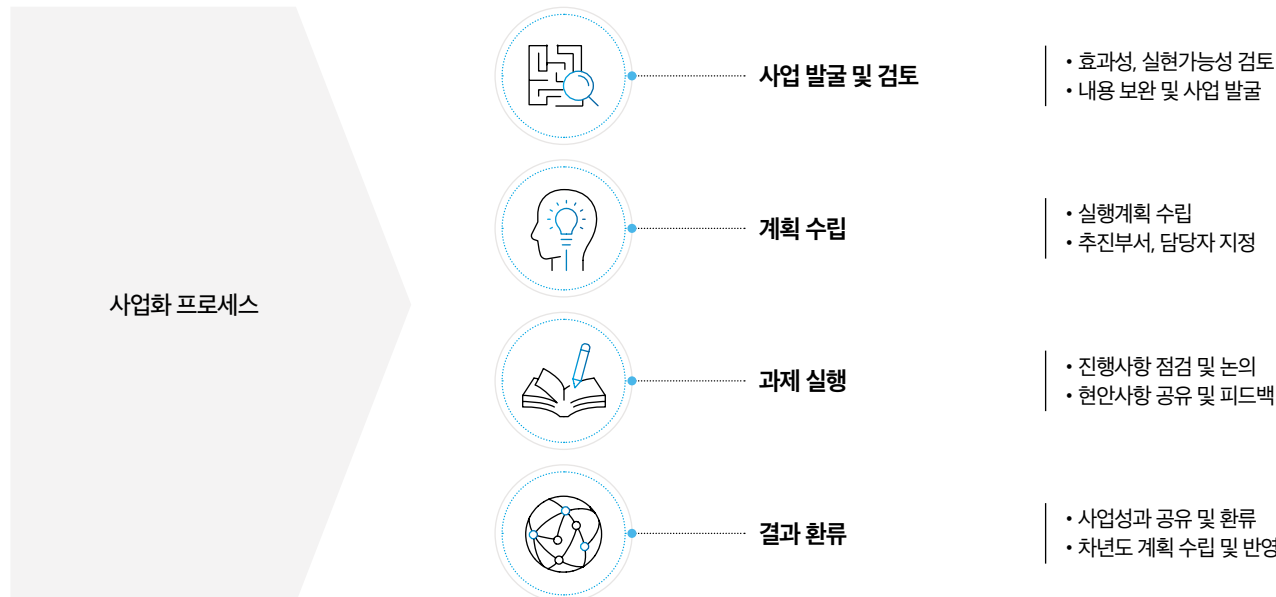 사업화 프로세스
사업 발굴 및 검토
• 효과성, 실현가능성 검토
• 내용 보완 및 사업 발굴
계획 수립
• 실행계획 수립
• 추진부서, 담당자 지정
과제 실행
• 진행사항 점검 및 논의
• 현안사항 공유 및 피드백
결과 환류
• 사업성과 공유 및 환류
• 차년도 계획 수립 및 반영